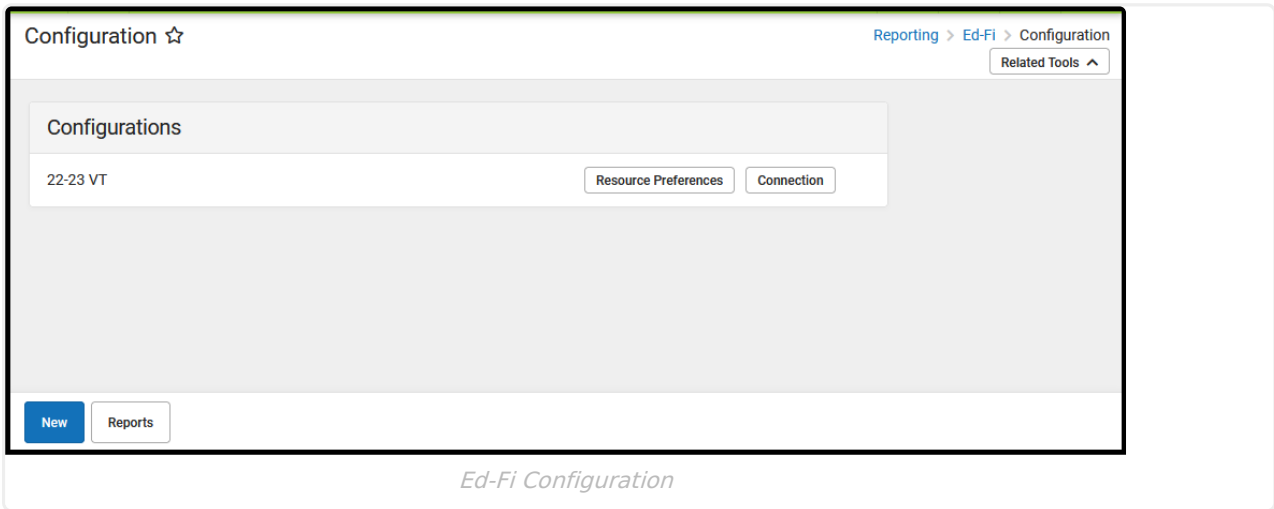 Configuration
Reporting > Ed-Fi > Configuration
Related Tools
Configurations
22-23 VT
Resource Preferences
Connection
New
Reports
Ed-Fi Configuration